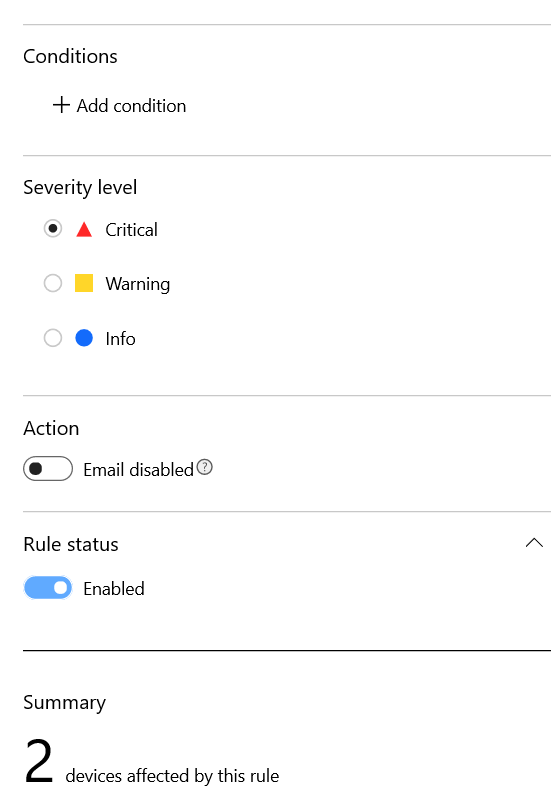 Conditions
+ Add condition
Severity level
Critical
Warning
Info
Action
Email disabled ?
Rule status
Enabled
Summary
2 devices affected by this rule